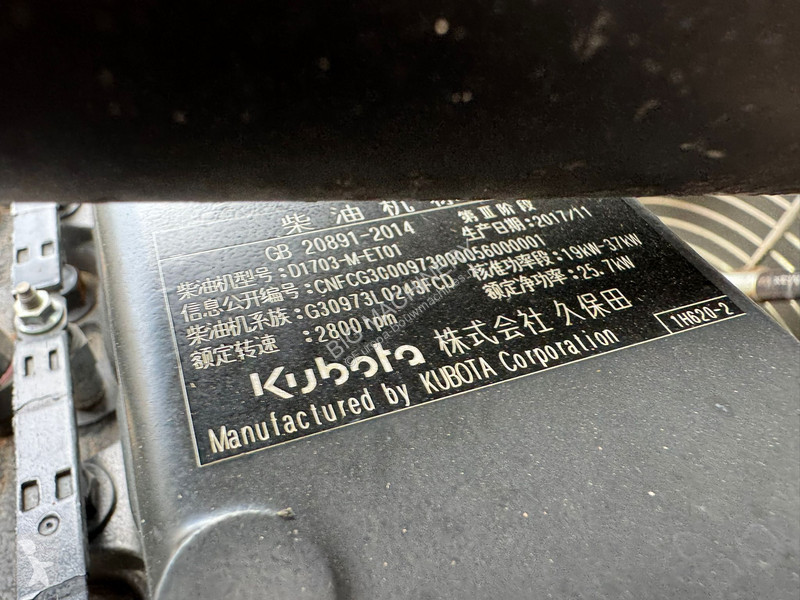 柴油机
GB 20891-2014 第Ⅲ阶段
柴油机型号:D1703-M-ET01 生产日期:2017/11
信息公开编号:CNFCG3G00973000056000001
柴油机系族:G30973L0243FCD 核准功率段:19kW-37kW
额定转速:2800rpm 额定净功率:25.7kW
Kubota 株式会社 久保田
Manufactured by KUBOTA Corporation
1H620-2